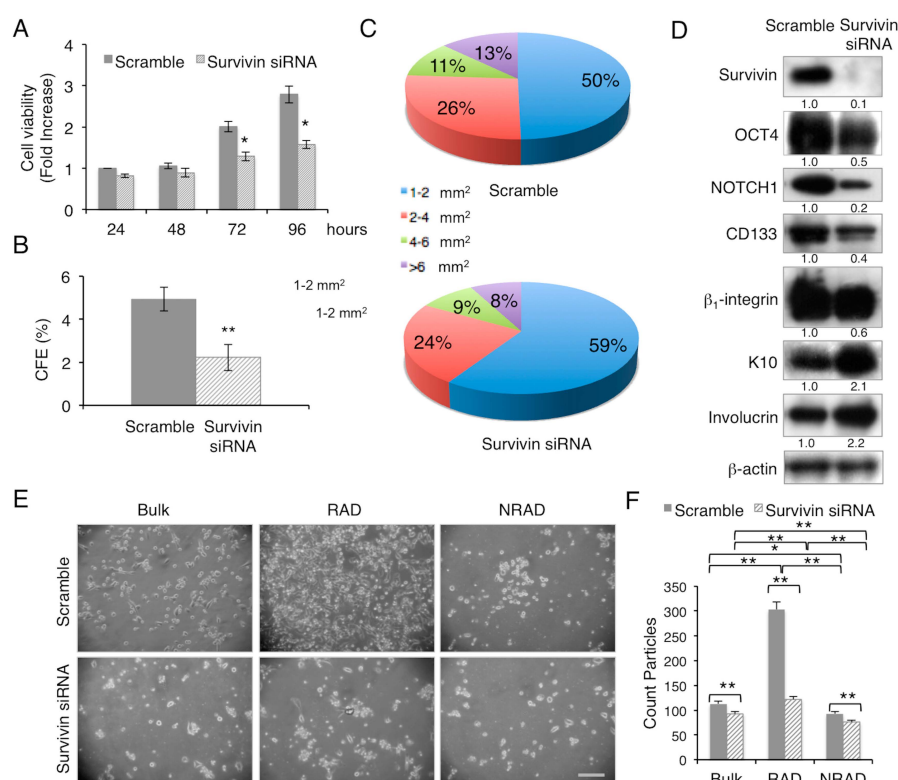 A
4
3
2
1
0
Cell viability
(Fold Increase)
Scramble Survivin siRNA
*
*
24 48 72 96 hours
B
6
4
2
0
CFE (%)
**
1-2 mm²
1-2 mm²
Scramble Survivin
siRNA
C
13%
11%
50%
26%
Scramble
1-2 mm²
2-4 mm²
4-6 mm²
>6 mm²
9%
8%
24%
59%
Survivin siRNA
D
Scramble Survivin
siRNA
Survivin
1.0 0.1
OCT4
1.0 0.5
NOTCH1
1.0 0.2
CD133
1.0 0.4
β₁-integrin
1.0 0.6
K10
1.0 2.1
Involucrin
1.0 2.2
β-actin
E
Bulk RAD NRAD
Scramble
Survivin siRNA
F
Scramble Survivin siRNA
**
** **
*
** **
**
** **
350
300
250
200
150
100
50
0
Count Particles
Bulk RAD NRAD